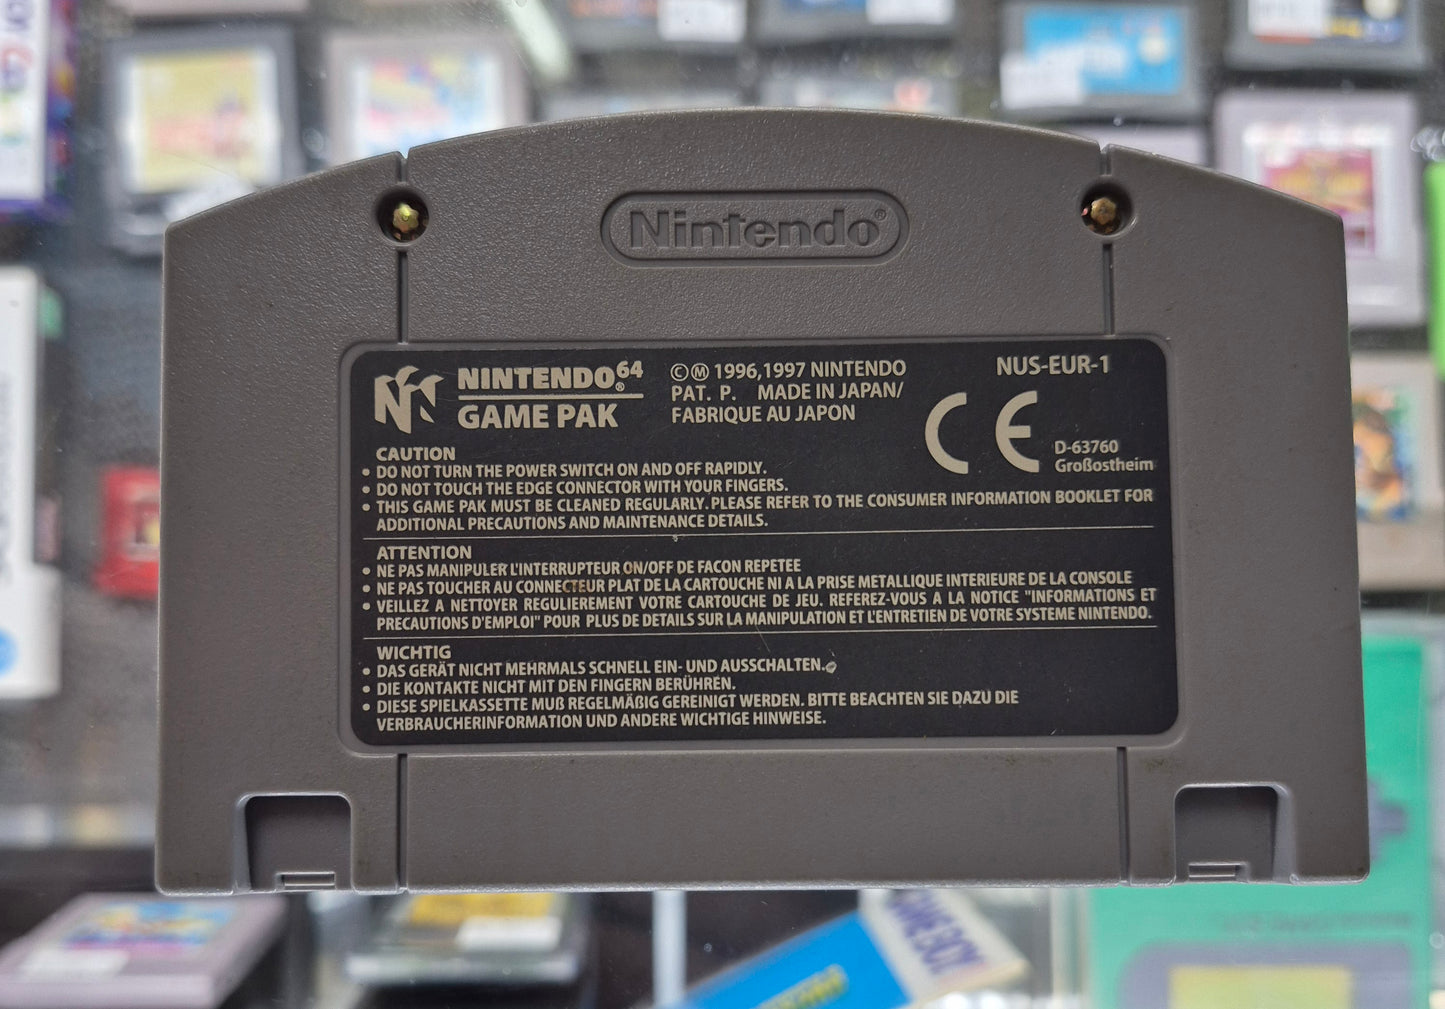 Nintendo®
NINTENDO64®
GAME PAK
ⒸⓂ 1996,1997 NINTENDO
PAT. P. MADE IN JAPAN/
FABRIQUE AU JAPON
NUS-EUR-1
CE
D-63760
Großostheim
CAUTION
• DO NOT TURN THE POWER SWITCH ON AND OFF RAPIDLY.
• DO NOT TOUCH THE EDGE CONNECTOR WITH YOUR FINGERS.
• THIS GAME PAK MUST BE CLEANED REGULARLY. PLEASE REFER TO THE CONSUMER INFORMATION BOOKLET FOR
ADDITIONAL PRECAUTIONS AND MAINTENANCE DETAILS.
ATTENTION
• NE PAS MANIPULER L'INTERRUPTEUR ON/OFF DE FACON REPETEE
• NE PAS TOUCHER AU CONNECTEUR PLAT DE LA CARTOUCHE NI A LA PRISE METALLIQUE INTERIEURE DE LA CONSOLE
• VEILLEZ A NETTOYER REGULIEREMENT VOTRE CARTOUCHE DE JEU. REFEREZ-VOUS A LA NOTICE "INFORMATIONS ET
PRECAUTIONS D'EMPLOI" POUR PLUS DE DETAILS SUR LA MANIPULATION ET L'ENTRETIEN DE VOTRE SYSTEME NINTENDO.
WICHTIG
• DAS GERÄT NICHT MEHRMALS SCHNELL EIN- UND AUSSCHALTEN.
• DIE KONTAKTE NICHT MIT DEN FINGERN BERÜHREN.
• DIESE SPIELKASSETTE MUß REGELMÄßIG GEREINIGT WERDEN. BITTE BEACHTEN SIE DAZU DIE
VERBRAUCHERINFORMATION UND ANDERE WICHTIGE HINWEISE.
GAME BOY